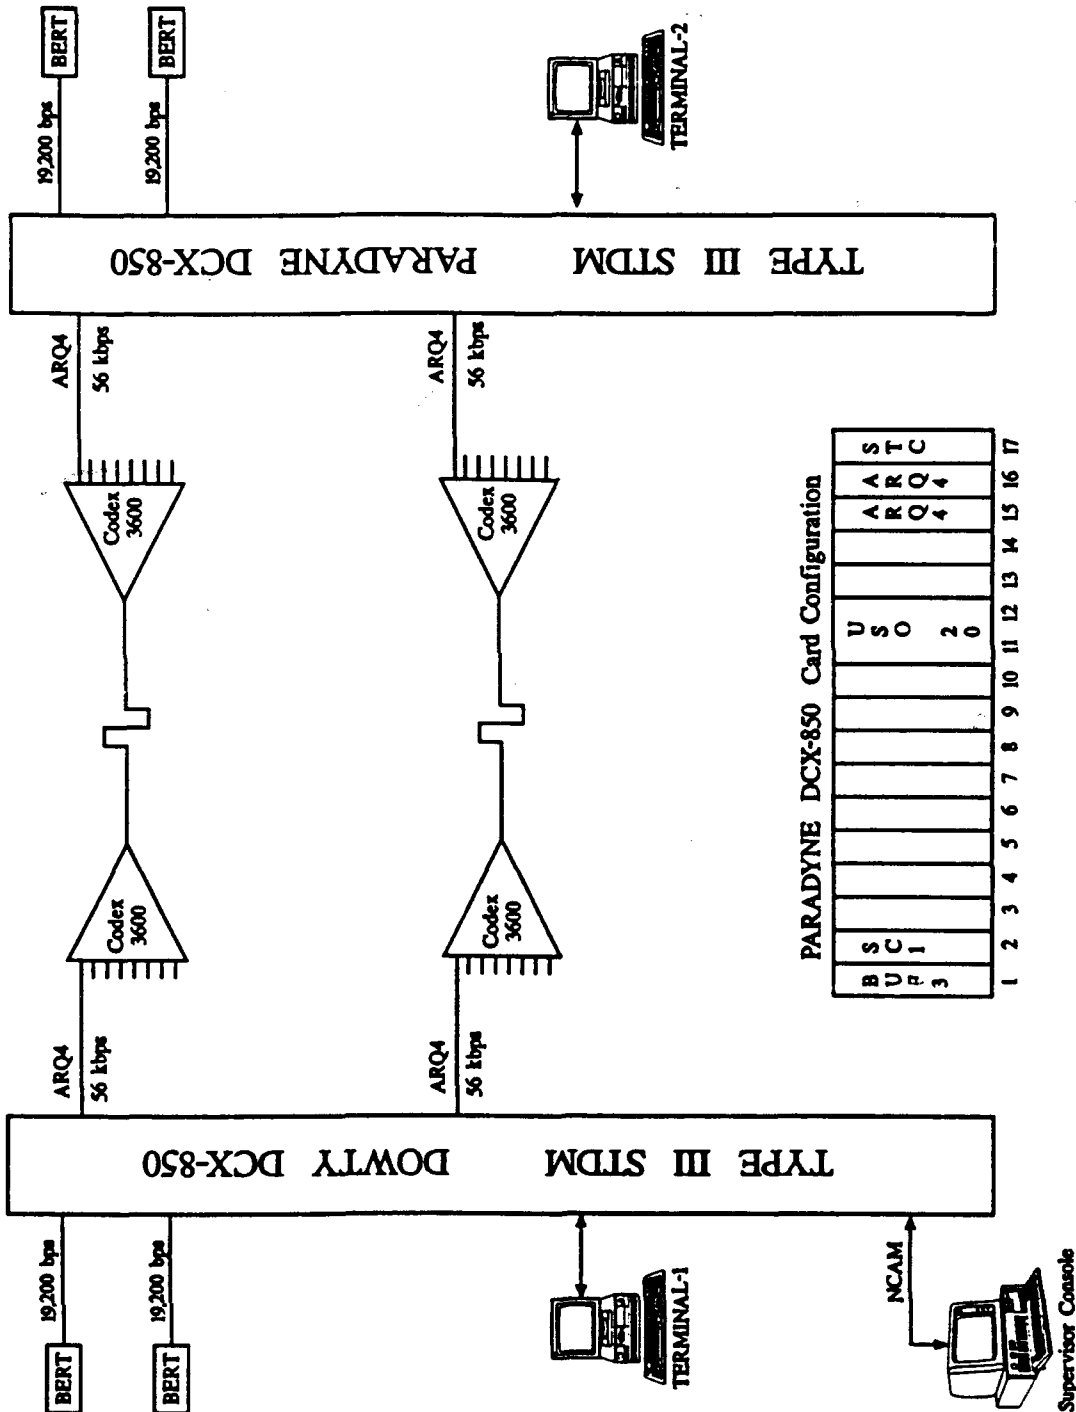 BERT
19,200 bps
BERT
19,200 bps
TERMINAL-1
NCAM
Supervisor Console
TYPE III STDM DOWTY DCX-850
ARQ4
56 kbps
ARQ4
56 kbps
Codex
3600
Codex
3600
Codex
3600
Codex
3600
ARQ4
56 kbps
ARQ4
56 kbps
TYPE III STDM PARADYNE DCX-850
19,200 bps
BERT
19,200 bps
BERT
TERMINAL-2
PARADYNE DCX-850 Card Configuration
BUF3
SC1
USO 20
ARQ4
ARQ4
STC
1 2 3 4 5 6 7 8 9 10 11 12 13 14 15 16 17